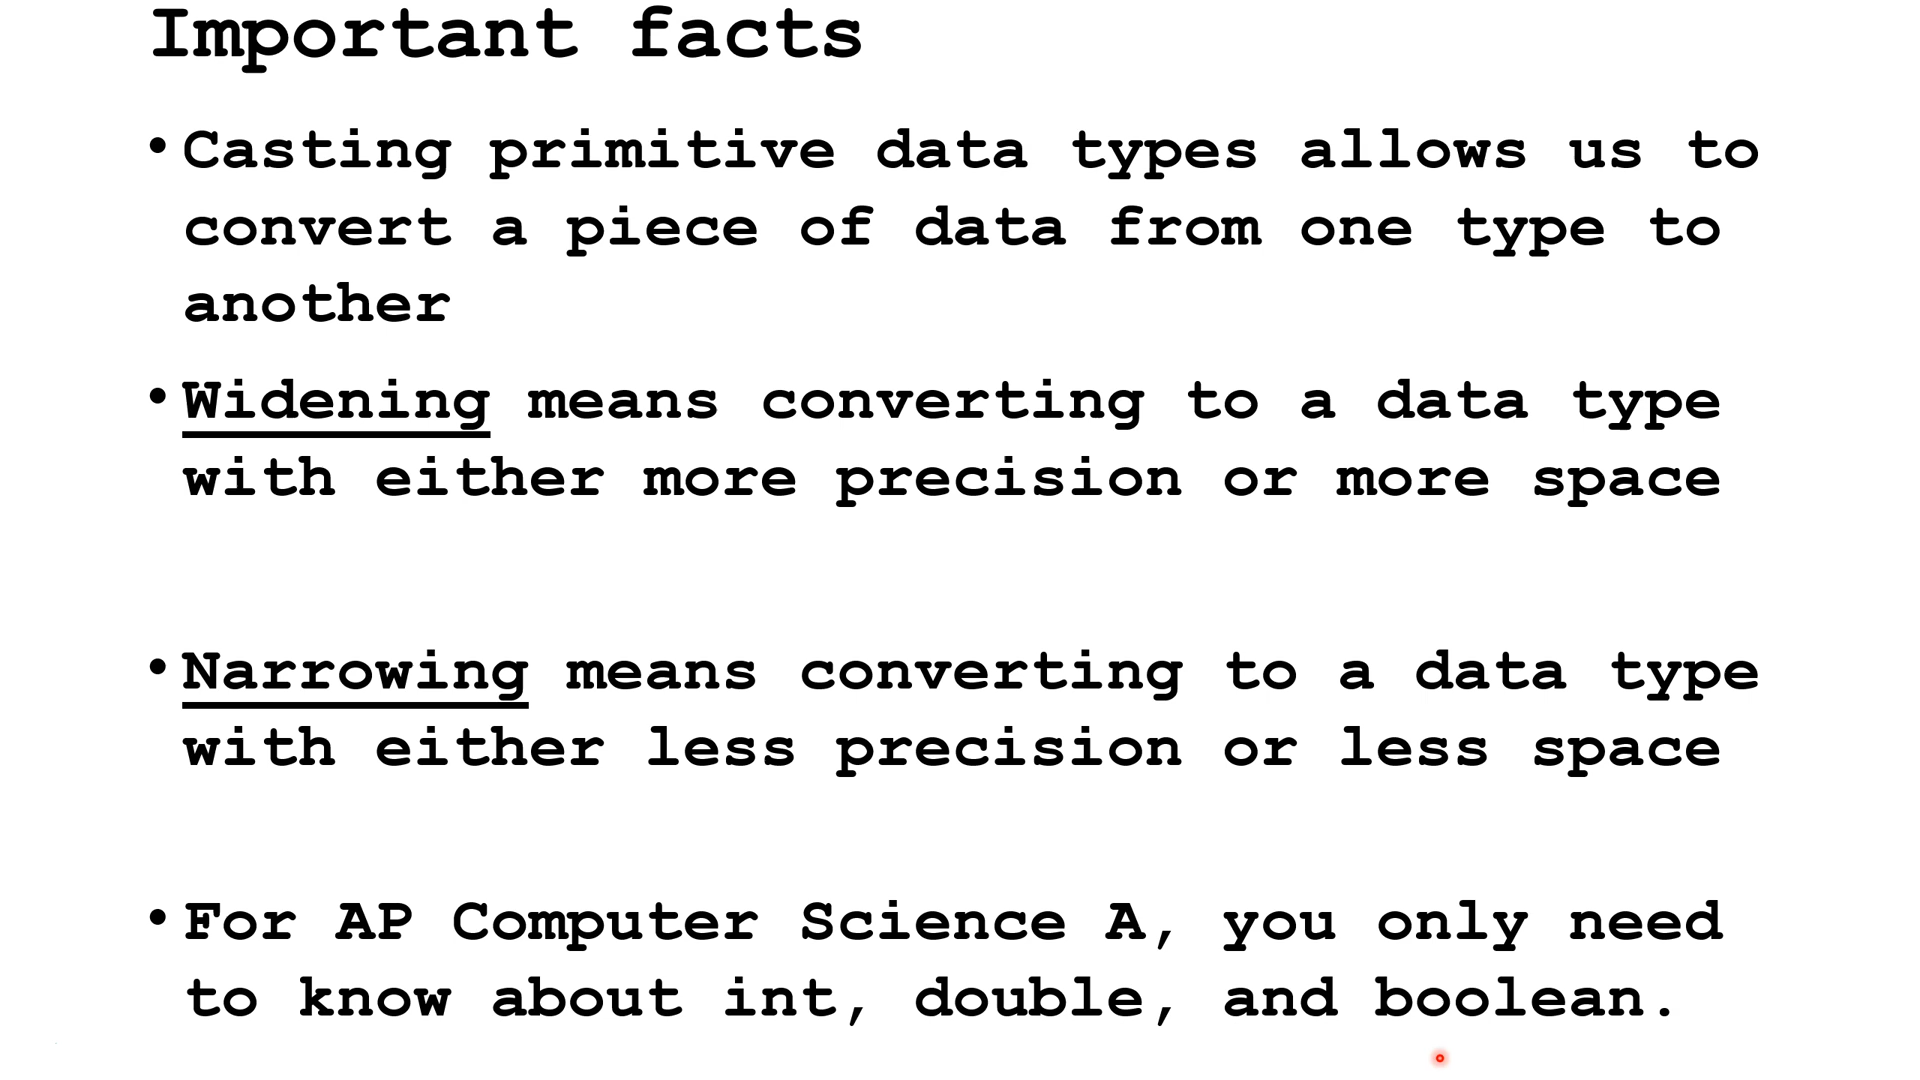 Important facts
• Casting primitive data types allows us to
convert a piece of data from one type to
another
• Widening means converting to a data type
with either more precision or more space
• Narrowing means converting to a data type
with either less precision or less space
• For AP Computer Science A, you only need
to know about int, double, and boolean.